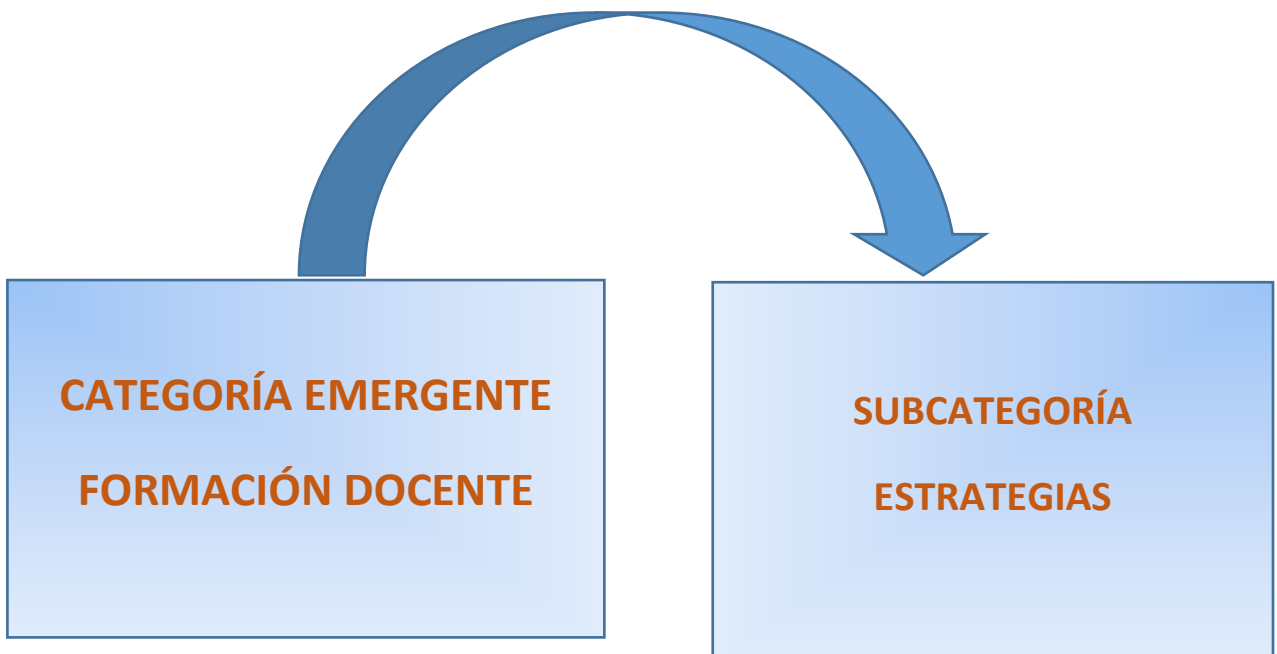 CATEGORÍA EMERGENTE
FORMACIÓN DOCENTE
SUBCATEGORÍA
ESTRATEGIAS